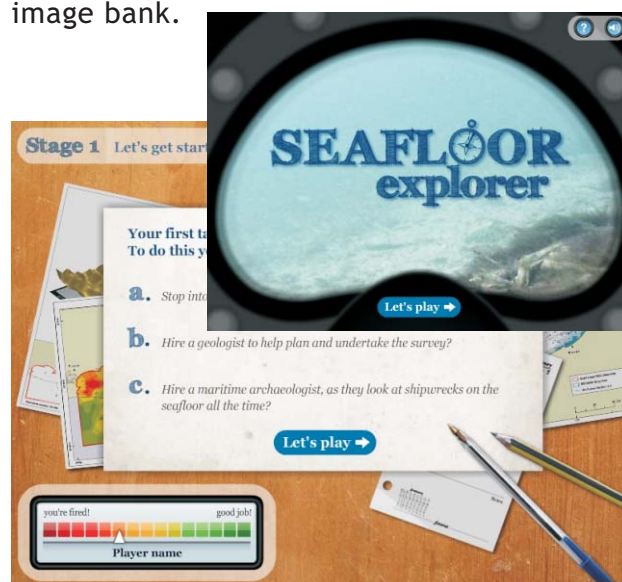 image bank.
SEAFLOOR
explorer
Let's play
Stage 1 Let's get start
Your first ta
To do this y
a. Stop into
b. Hire a geologist to help plan and undertake the survey?
c. Hire a maritime archaeologist, as they look at shipwrecks on the
seafloor all the time?
Let's play
you're fired! good job!
Player name